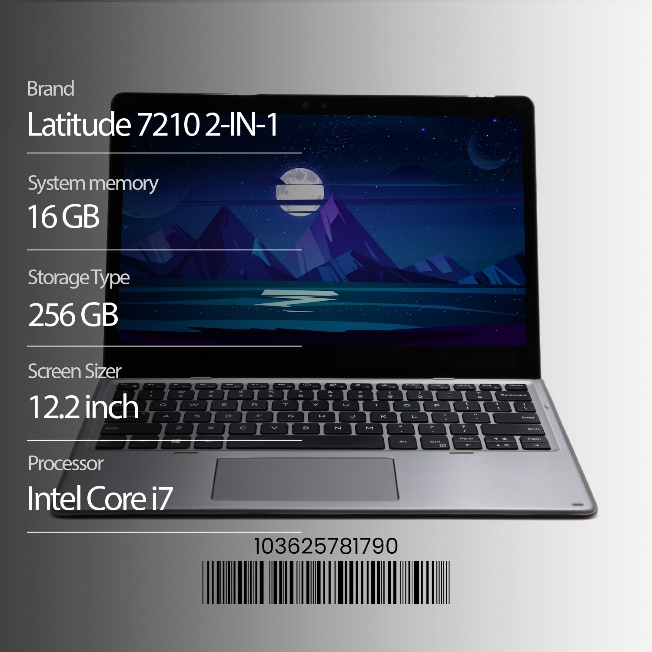 Brand
Latitude 7210 2-IN-1
System memory
16 GB
Storage Type
256 GB
Screen Sizer
12.2 inch
Processor
Intel Core i7
103625781790